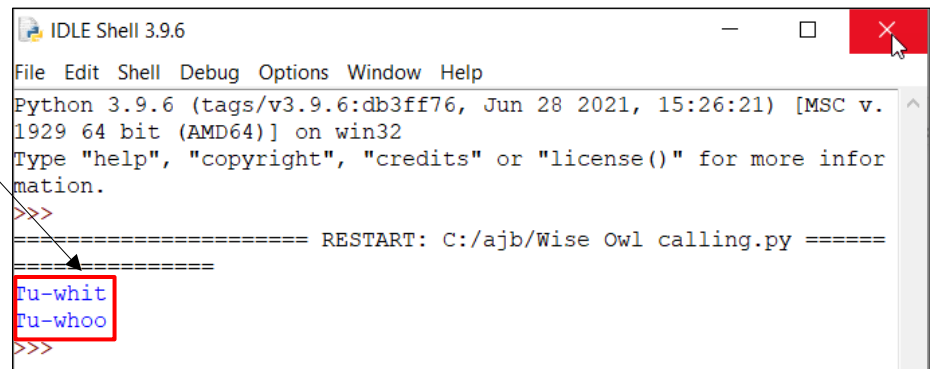 IDLE Shell 3.9.6
File Edit Shell Debug Options Window Help
Python 3.9.6 (tags/v3.9.6:db3ff76, Jun 28 2021, 15:26:21) [MSC v.
1929 64 bit (AMD64)] on win32
Type "help", "copyright", "credits" or "license()" for more infor
mation.
>>>
====================== RESTART: C:/ajb/Wise Owl calling.py ======
===============
Tu-whit
Tu-whoo
>>>